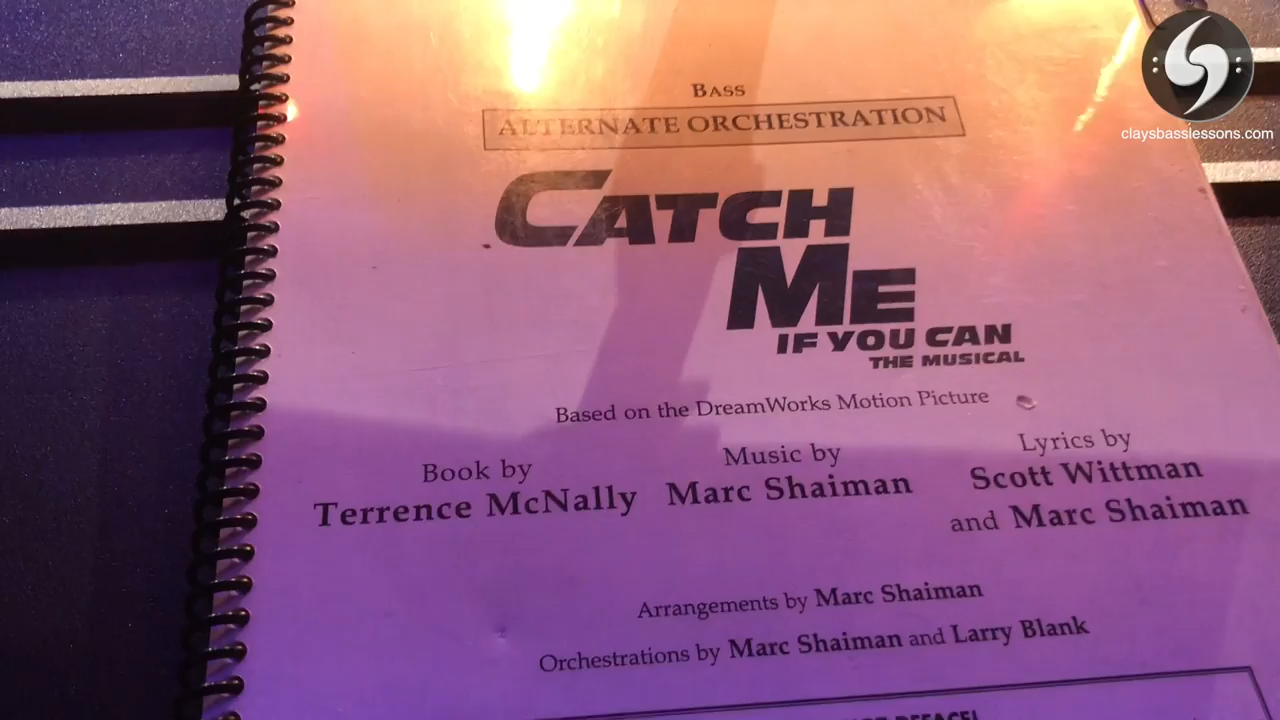 claysbasslessons.com
BASS
ALTERNATE ORCHESTRATION
CATCH
ME
IF YOU CAN
THE MUSICAL
Based on the DreamWorks Motion Picture
Book by
Terrence McNally
Music by
Marc Shaiman
Lyrics by
Scott Wittman
and Marc Shaiman
Arrangements by Marc Shaiman
Orchestrations by Marc Shaiman and Larry Blank